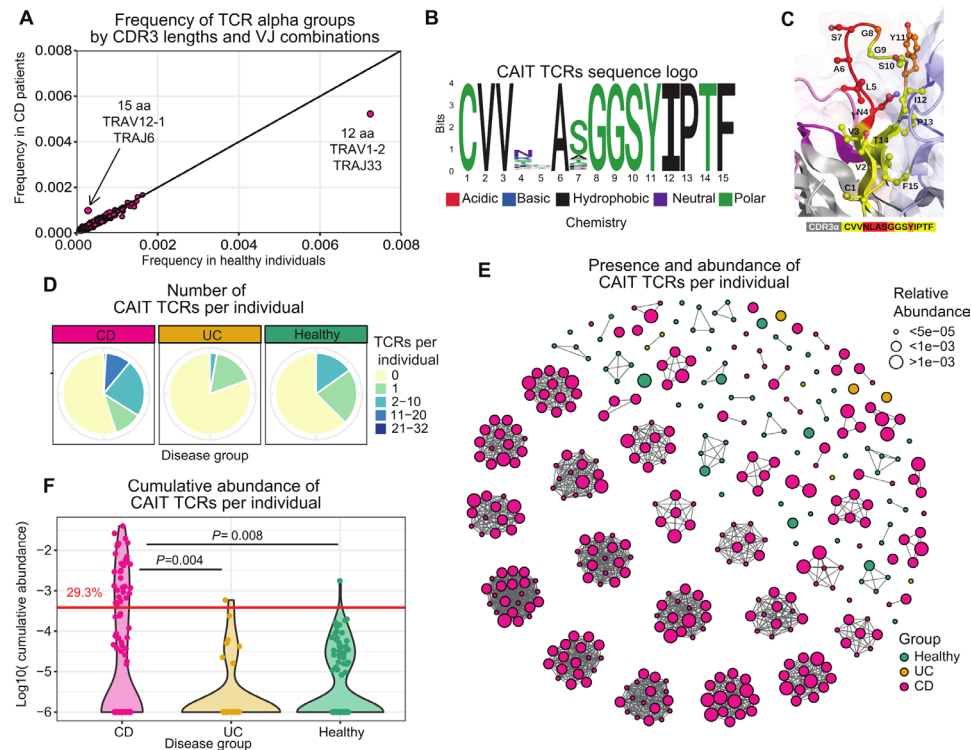 A
Frequency of TCR alpha groups
by CDR3 lengths and VJ combinations
Frequency in CD
patients
0.008
0.006
0.004
0.002
0.000
15 aa
TRAV12-1
TRAJ6
12 aa
TRAV1-2
TRAJ33
0.000 0.002 0.004 0.006 0.008
Frequency in healthy individuals
B
CAIT TCRs sequence logo
Bits
4
3
2
1
0
CVV N AS GGSYIPTF
1 2 3 4 5 6 7 8 9 10 11 12 13 14 15
Acidic Basic Hydrophobic Neutral Polar
Chemistry
C
S7 G8 Y11
G9
S10
A6
L5
I12
N4
P13
V3
T14
V2
C1 F15
CDR3α CVVNLASGGSYIPTF
D
Number of
CAIT TCRs per individual
CD UC Healthy
TCRs per
individual
0
1
2−10
11−20
21−32
Disease group
E
Presence and abundance of
CAIT TCRs per individual
Relative
Abundance
<5e−05
<1e−03
>1e−03
Group
Healthy
UC
CD
F
Cumulative abundance of
CAIT TCRs per individual
Log10( cumulative abundance)
−2
−3
−4
−5
−6
29.3%
P= 0.008
P=0.004
CD UC Healthy
Disease group